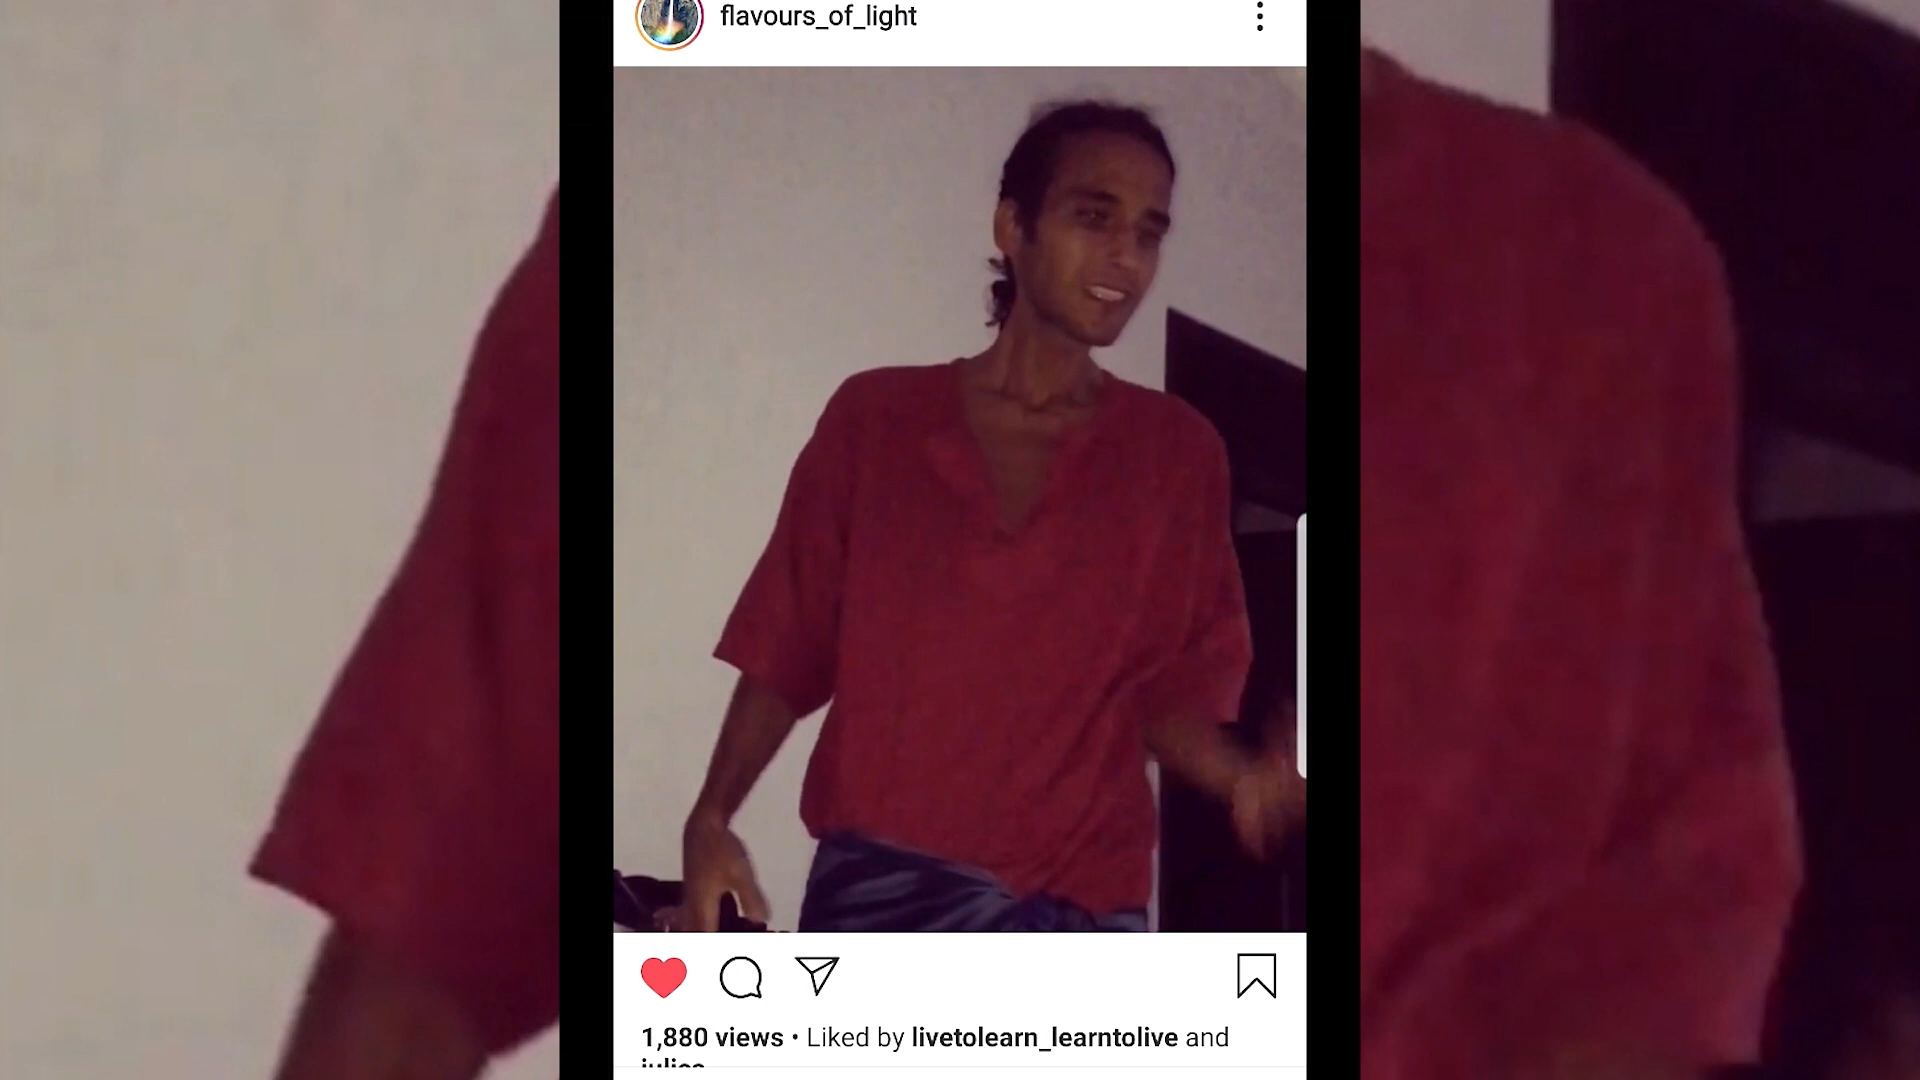 flavours_of_light
1,880 views • Liked by livetolearn_learntolive and